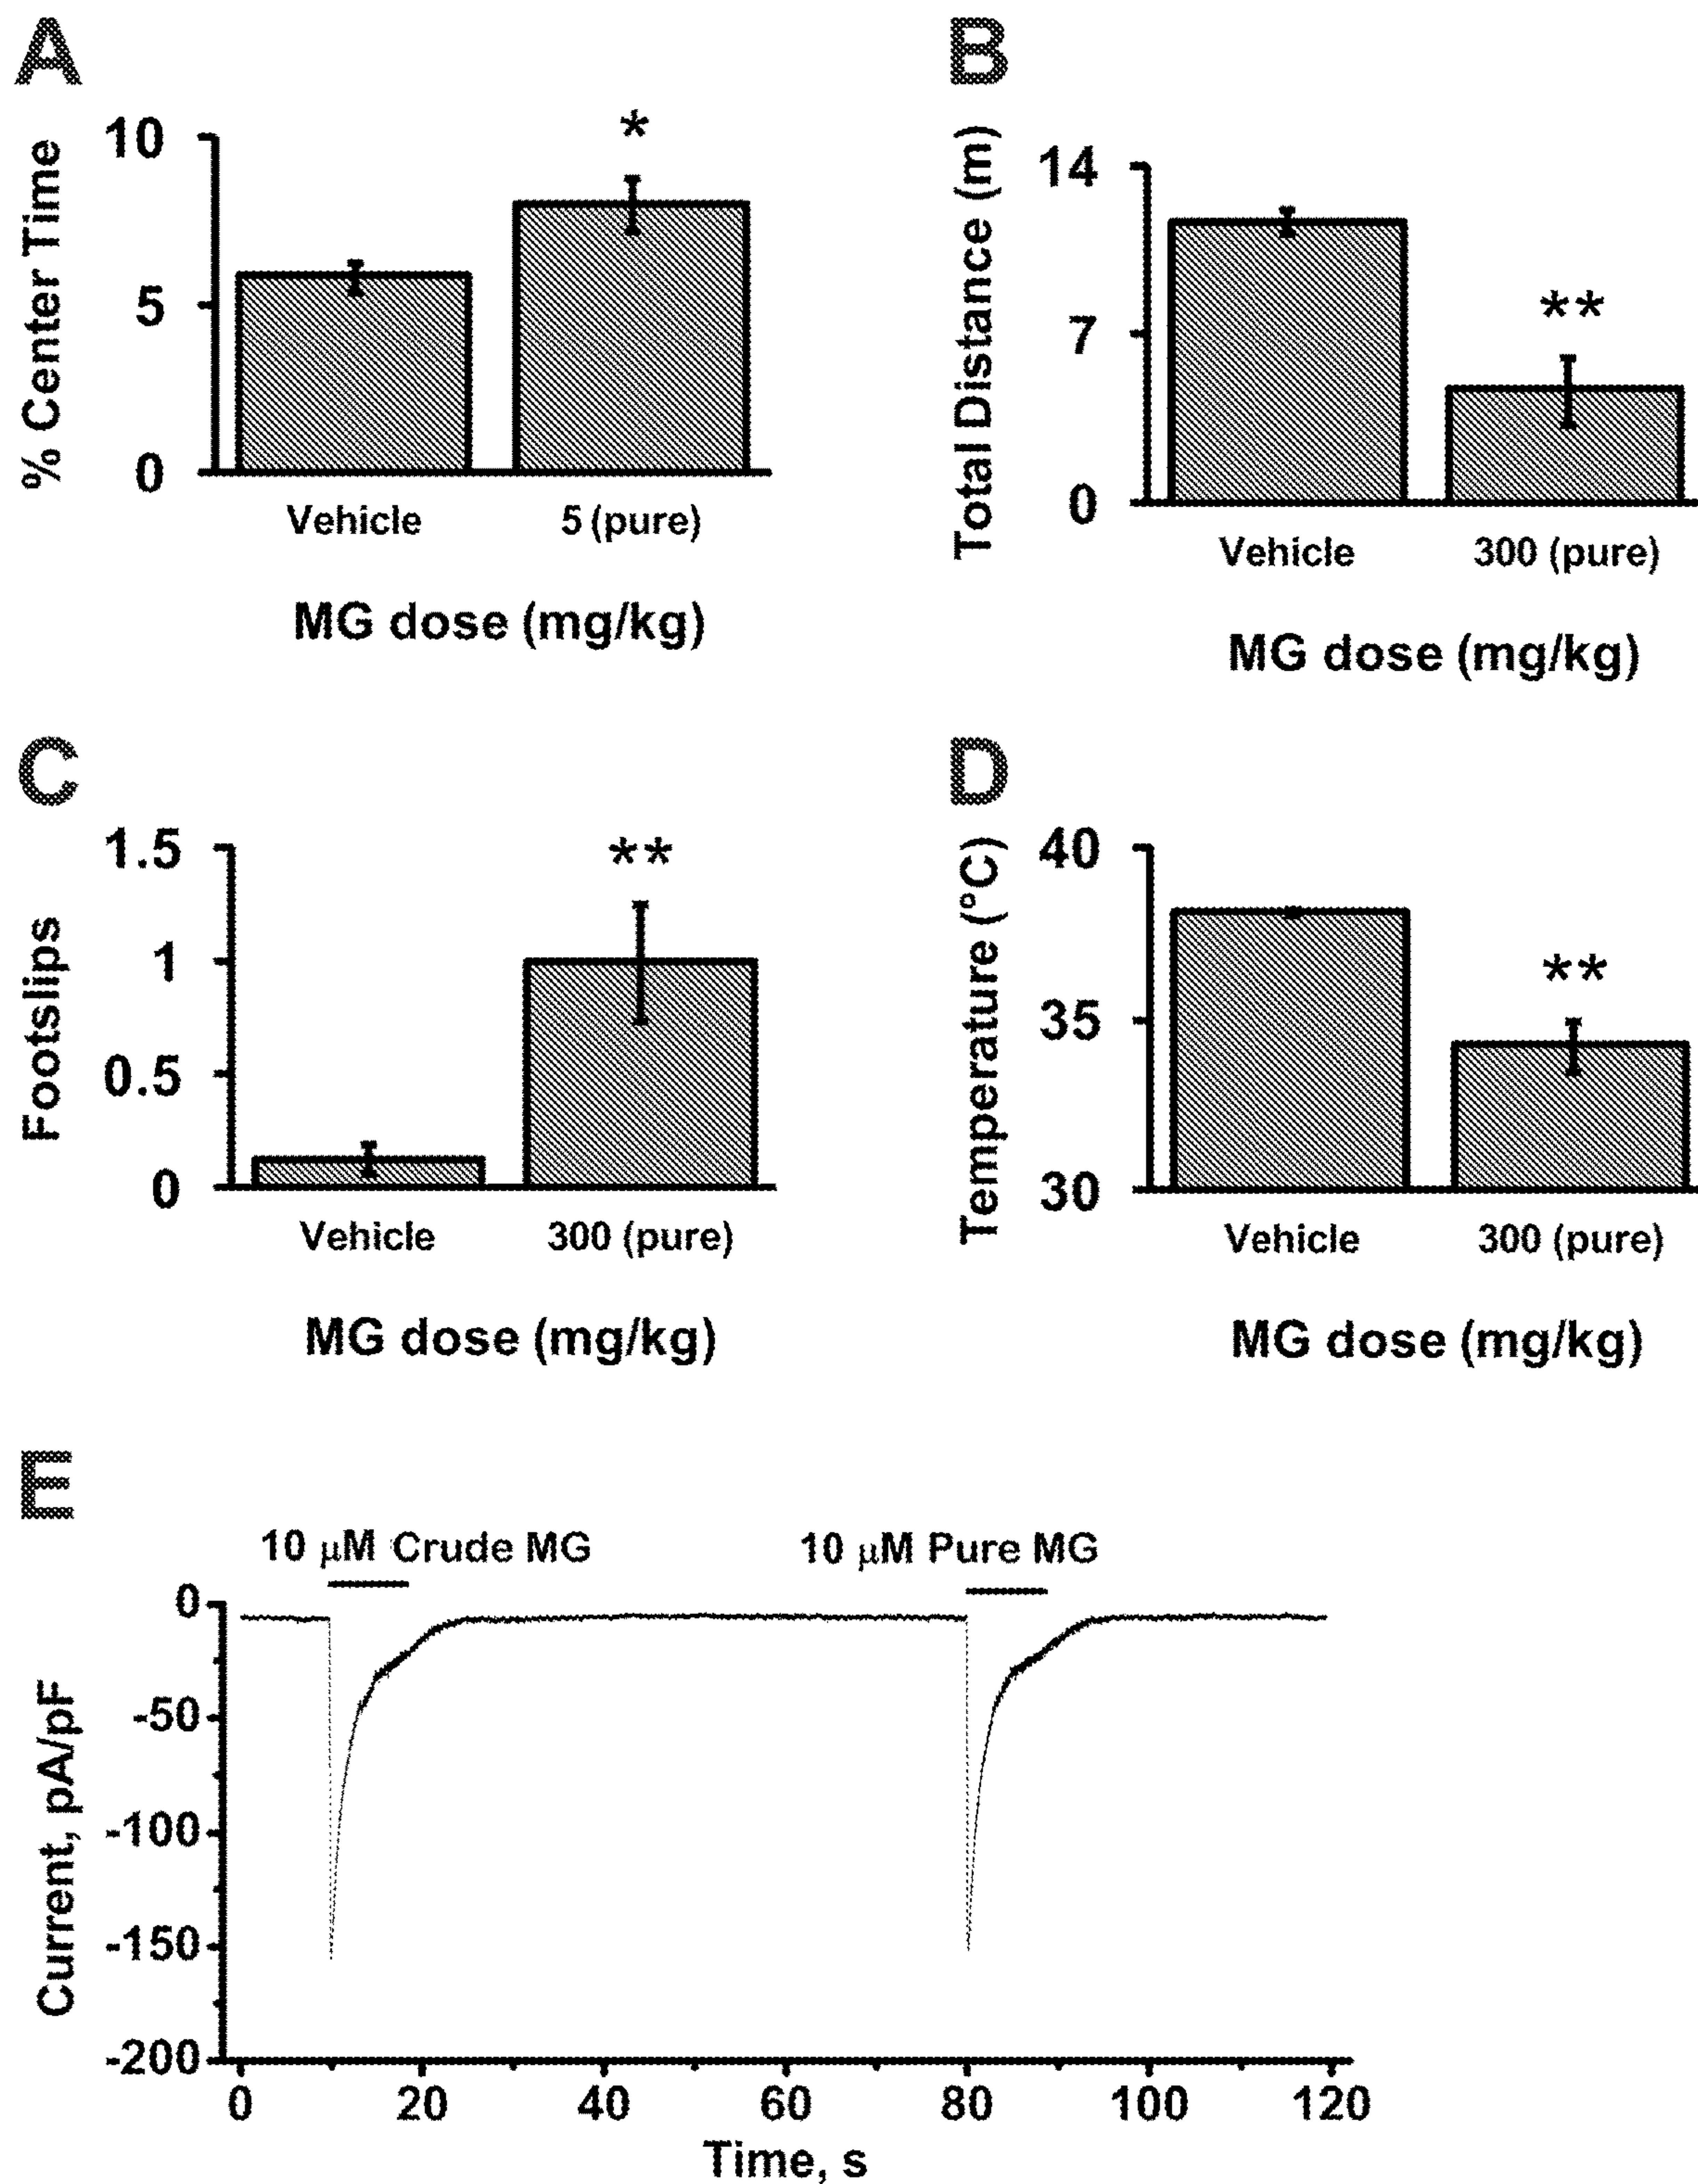 A
% Center Time
10
5
0
*
Vehicle
5 (pure)
MG dose (mg/kg)
B
Total Distance (m)
14
7
0
**
Vehicle
300 (pure)
MG dose (mg/kg)
C
Footslips
1.5
1
0.5
0
**
Vehicle
300 (pure)
MG dose (mg/kg)
D
Temperature (°C)
40
35
30
**
Vehicle
300 (pure)
MG dose (mg/kg)
E
10 μM Crude MG
10 μM Pure MG
Current, pA/pF
0
-50
-100
-150
-200
0
20
40
60
80
100
120
Time, s